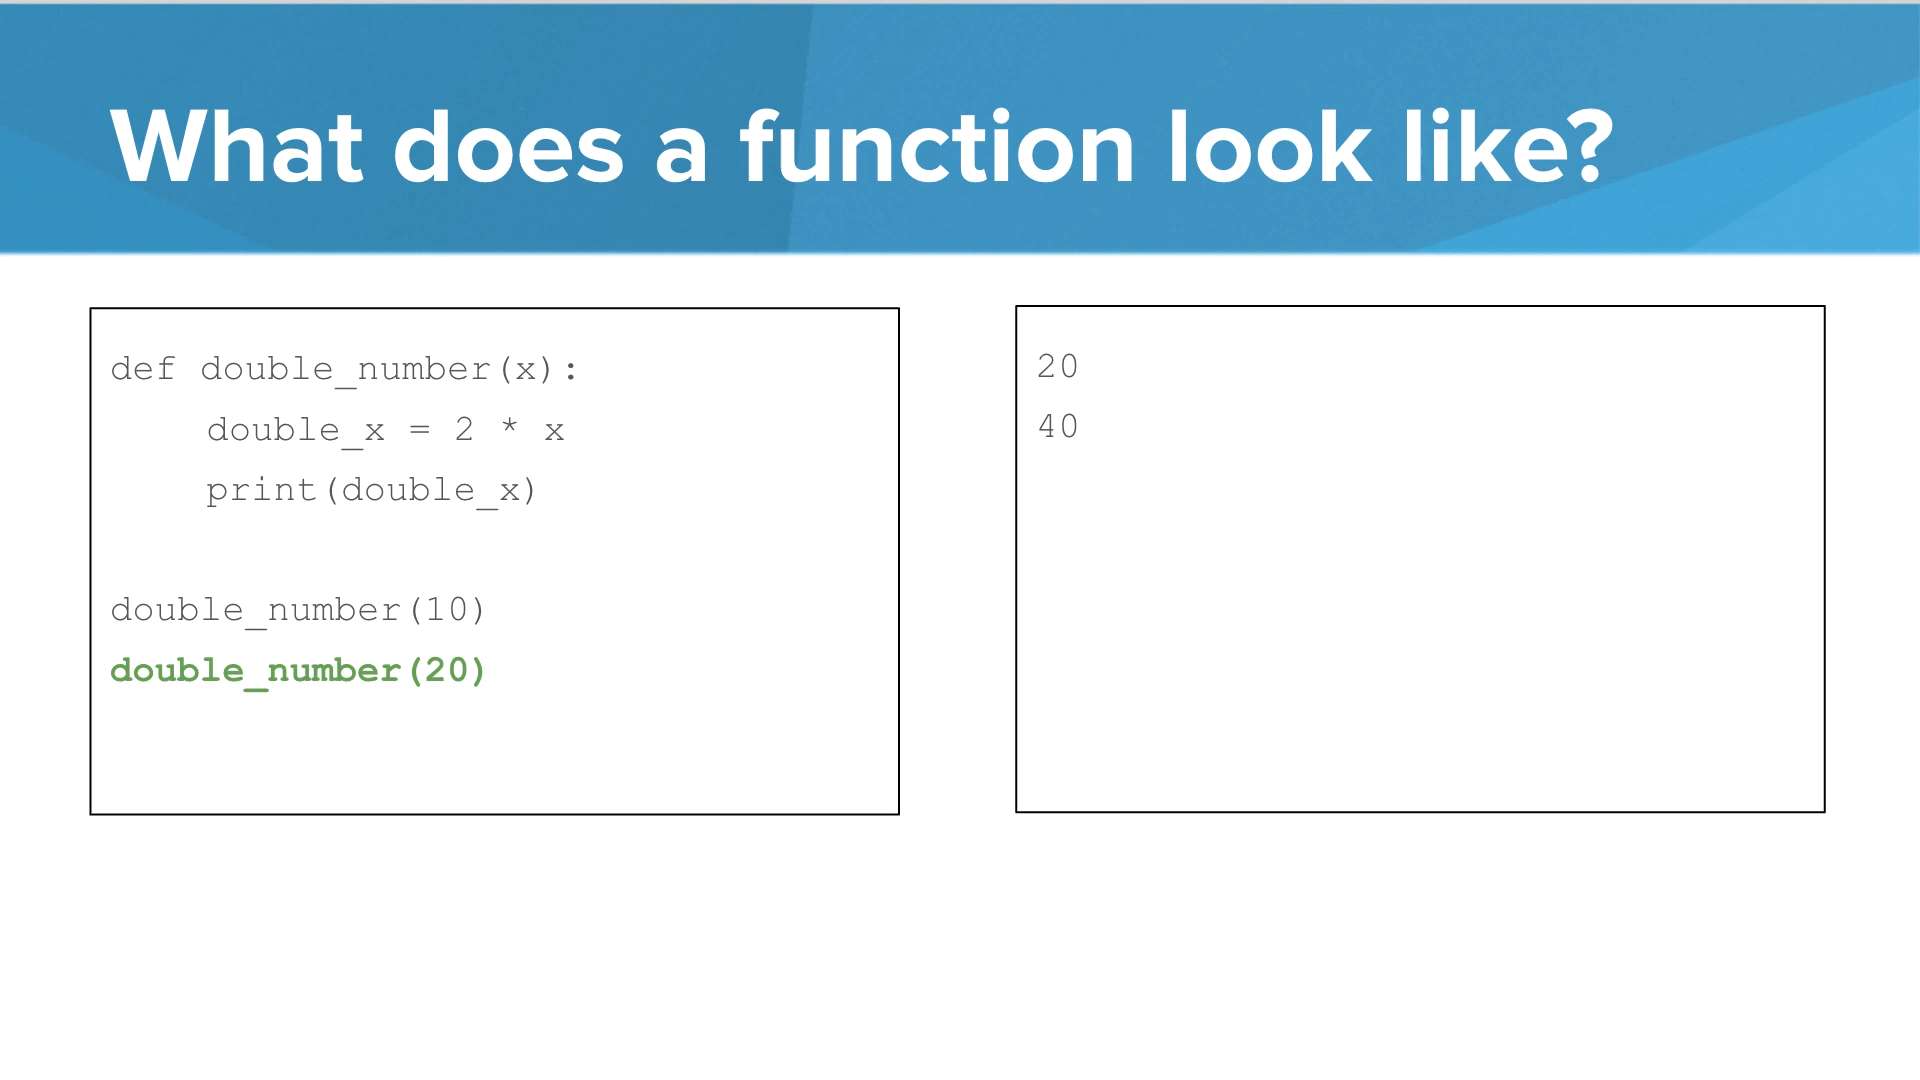 What does a function look like?
def double_number(x):
    double_x = 2 * x
    print(double_x)
double_number(10)
double_number(20)
20
40